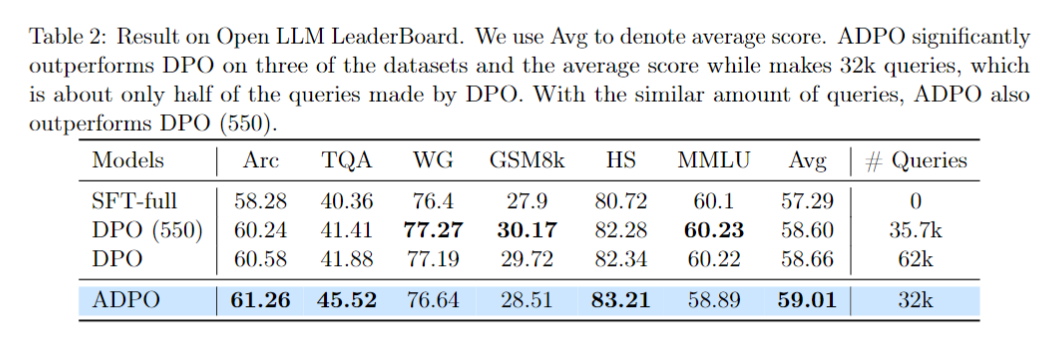 Table 2: Result on Open LLM LeaderBoard. We use Avg to denote average score. ADPO significantly
outperforms DPO on three of the datasets and the average score while makes 32k queries, which
is about only half of the queries made by DPO. With the similar amount of queries, ADPO also
outperforms DPO (550).
Models Arc TQA WG GSM8k HS MMLU Avg # Queries
SFT-full 58.28 40.36 76.4 27.9 80.72 60.1 57.29 0
DPO (550) 60.24 41.41 77.27 30.17 82.28 60.23 58.60 35.7k
DPO 60.58 41.88 77.19 29.72 82.34 60.22 58.66 62k
ADPO 61.26 45.52 76.64 28.51 83.21 58.89 59.01 32k